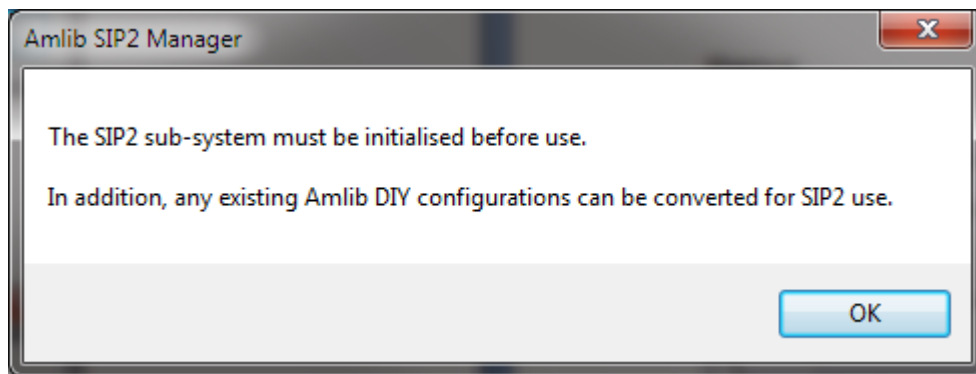 Amlib SIP2 Manager
The SIP2 sub-system must be initialised before use.
In addition, any existing Amlib DIY configurations can be converted for SIP2 use.
OK